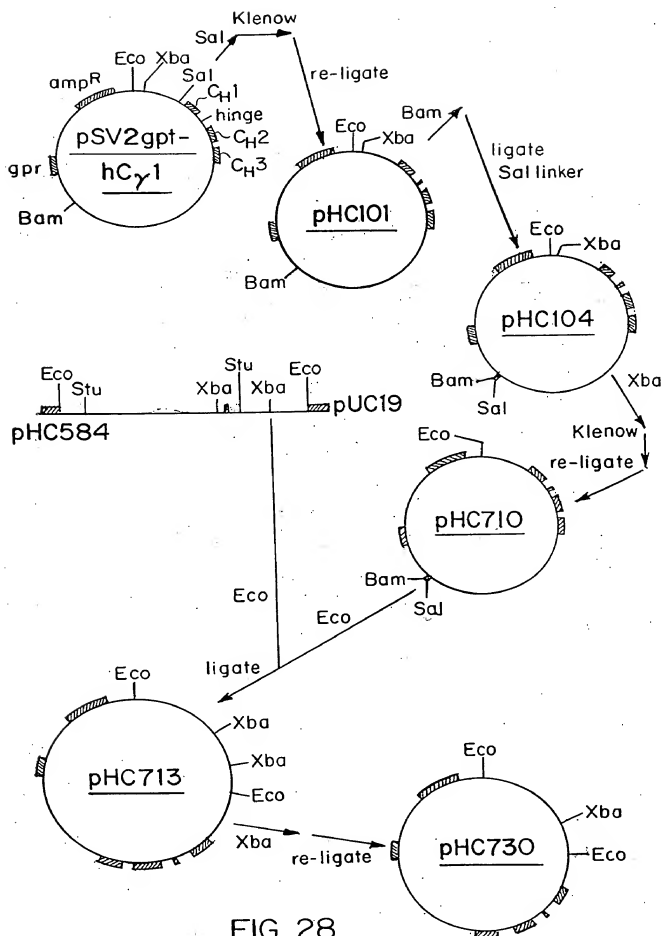 Klenow
Sal
re-ligate
Eco
Xba
Sal
ampR
CH1
hinge
CH2
CH3
pSV2gpt-
hCγ1
gpr
Bam
Eco
Xba
pHC101
Bam
Bam
ligate
Sal linker
Eco
Xba
pHC104
Bam
Sal
Xba
Klenow
re-ligate
Eco
Stu
Xba
Stu
Xba
Eco
pUC19
pHC584
Eco
pHC710
Bam
Sal
Eco
Eco
ligate
Eco
Xba
Xba
Eco
pHC713
Xba
re-ligate
Eco
Xba
Eco
pHC730
FIG. 28